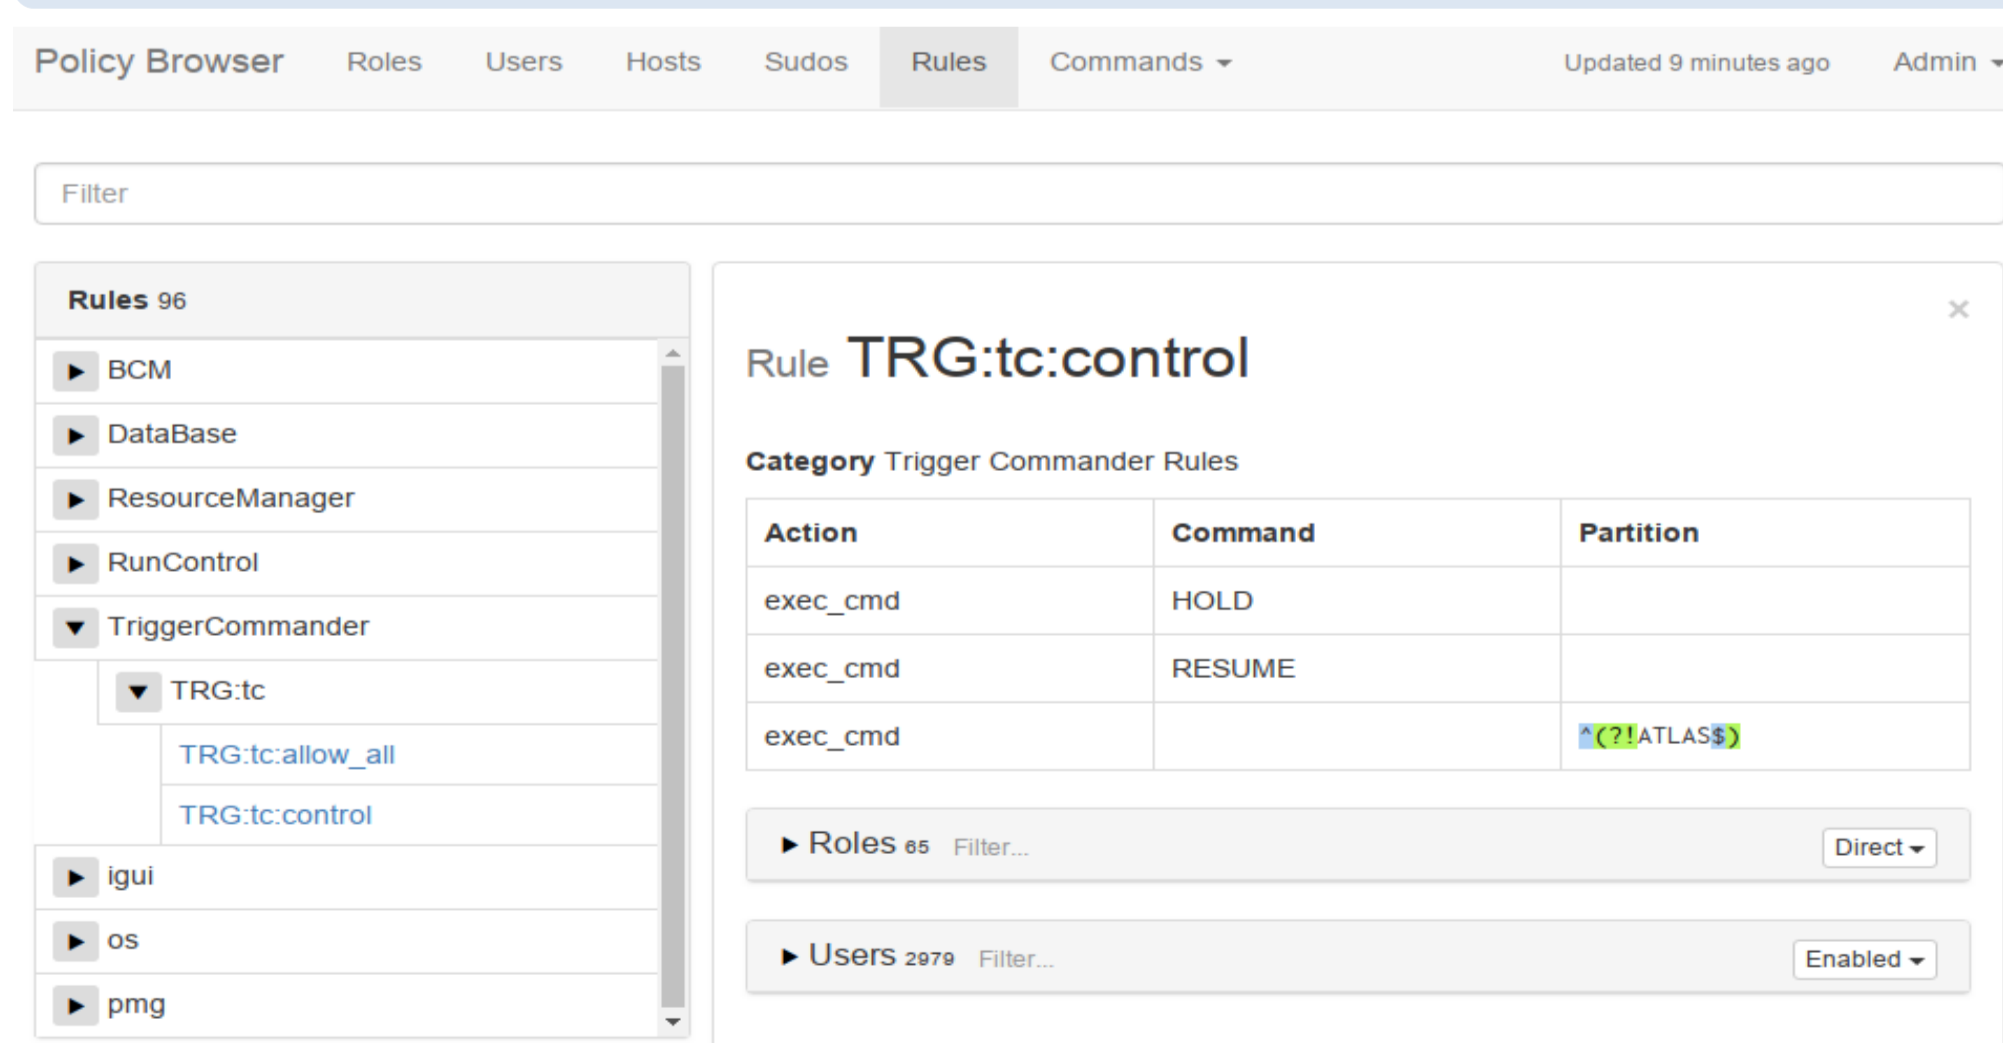 Policy Browser Roles Users Hosts Sudos Rules Commands Updated 9 minutes ago Admin
Filter
Rules 96
BCM
DataBase
ResourceManager
RunControl
TriggerCommander
TRG:tc
TRG:tc:allow_all
TRG:tc:control
igui
os
pmg
×
Rule TRG:tc:control
Category Trigger Commander Rules
Action Command Partition
exec_cmd HOLD
exec_cmd RESUME
exec_cmd ^(?!ATLAS$)
Roles 65 Filter... Direct
Users 2979 Filter... Enabled